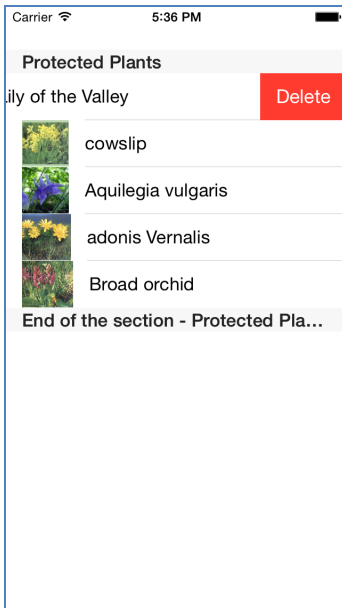 Carrier 5:36 PM
Protected Plants
ily of the Valley Delete
cowslip
Aquilegia vulgaris
adonis Vernalis
Broad orchid
End of the section - Protected Pla...